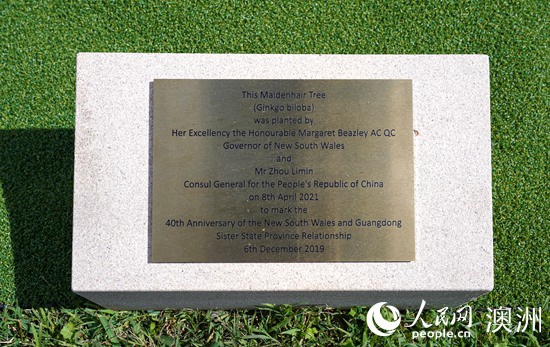 This Maidenhair Tree
(Ginkgo biloba)
was planted by
Her Excellency the Honourable Margaret Beazley AC QC
Governor of New South Wales
and
Mr Zhou Limin
Consul General for the People's Republic of China
on 8th April 2021
to mark the
40th Anniversary of the New South Wales and Guangdong
Sister State Province Relationship
6th December 2019
人民网 澳洲
people.cn